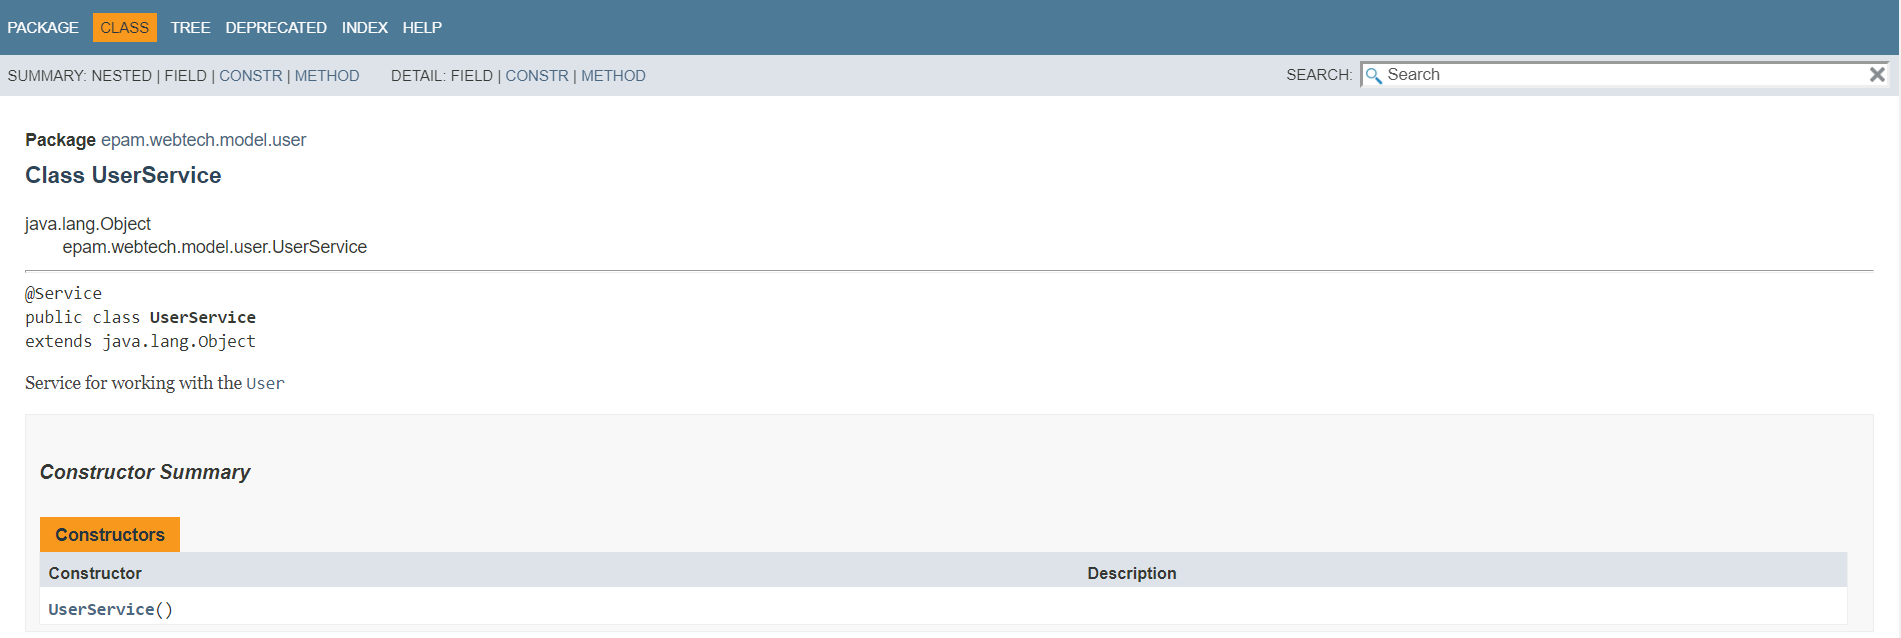 PACKAGE CLASS TREE DEPRECATED INDEX HELP
SUMMARY: NESTED | FIELD | CONSTR | METHOD DETAIL: FIELD | CONSTR | METHOD SEARCH: Search
Package epam.webtech.model.user
Class UserService
java.lang.Object
epam.webtech.model.user.UserService
@Service
public class UserService
extends java.lang.Object
Service for working with the User
Constructor Summary
Constructors
Constructor Description
UserService()